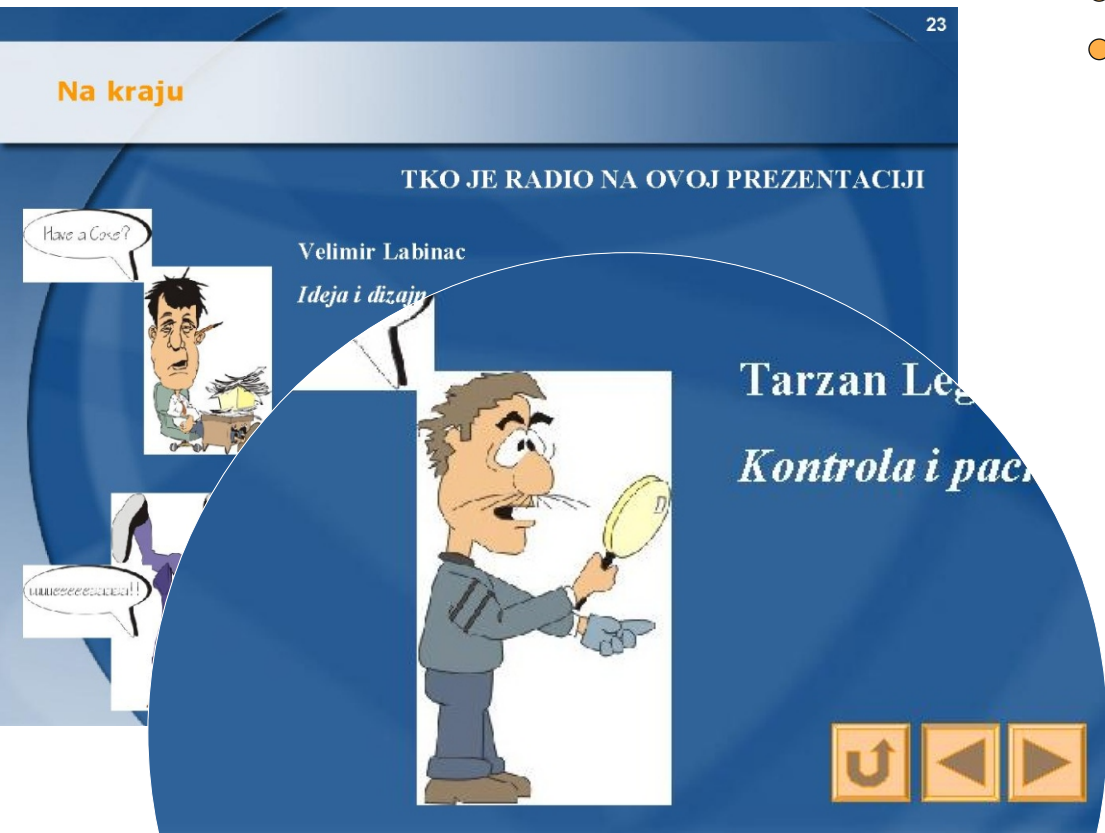 23
Na kraju
TKO JE RADIO NA OVOJ PREZENTACIJI
Have a Coke?
Velimir Labinac
Ideja i dizajn
Tarzan Leg
Kontrola i pac